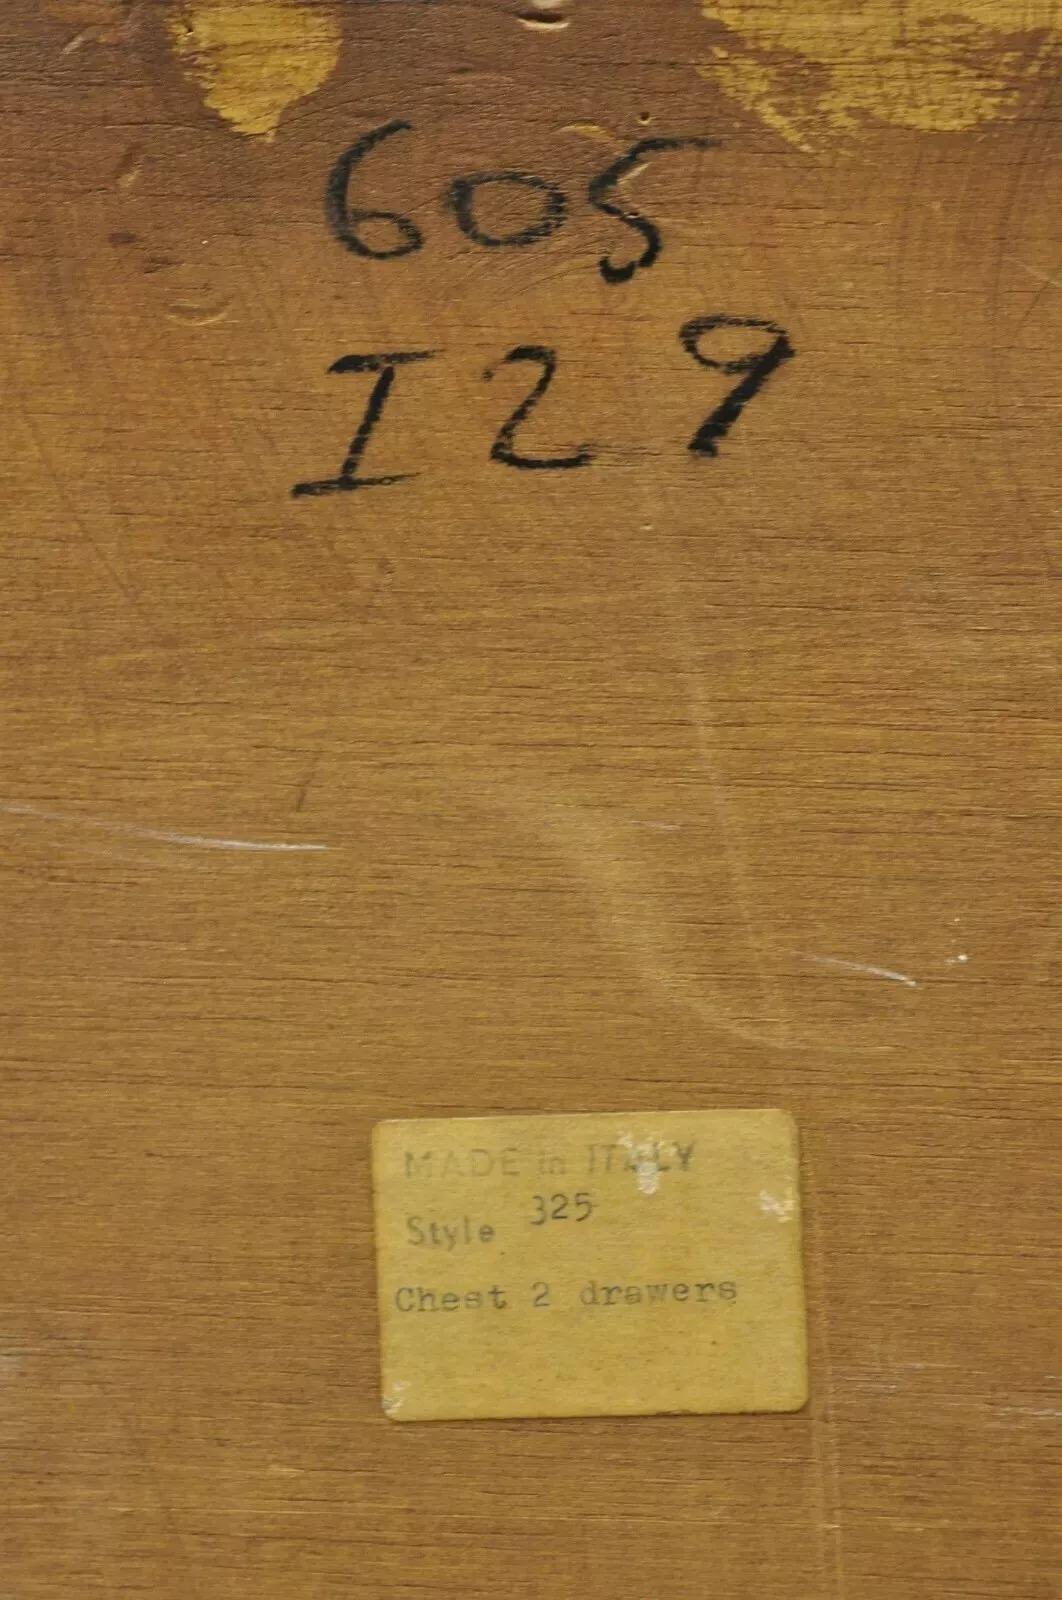 605
I29
MADE in ITALY
Style 325
Chest 2 drawers